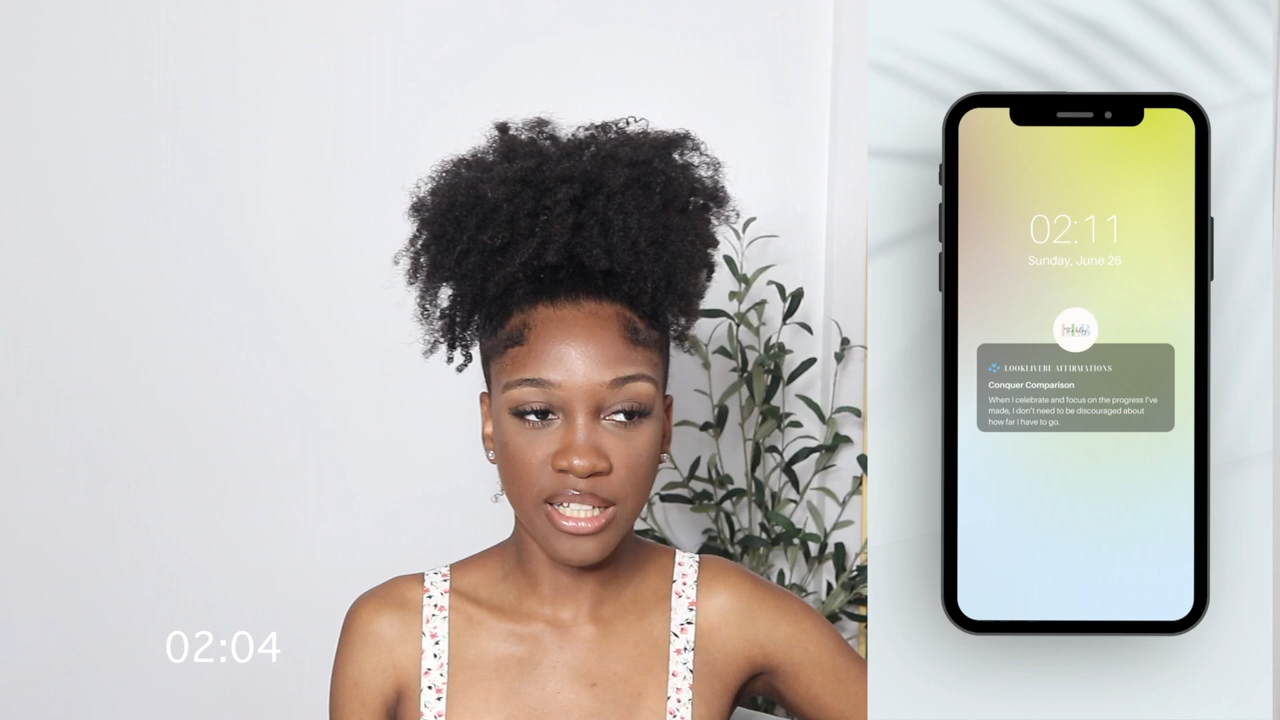 02:04
02:11
Sunday, June 26
LOOKLIVEBE AFFIRMATIONS
Conquer Comparison
When I celebrate and focus on the progress I've
made, I don't need to be discouraged about
how far I have to go.